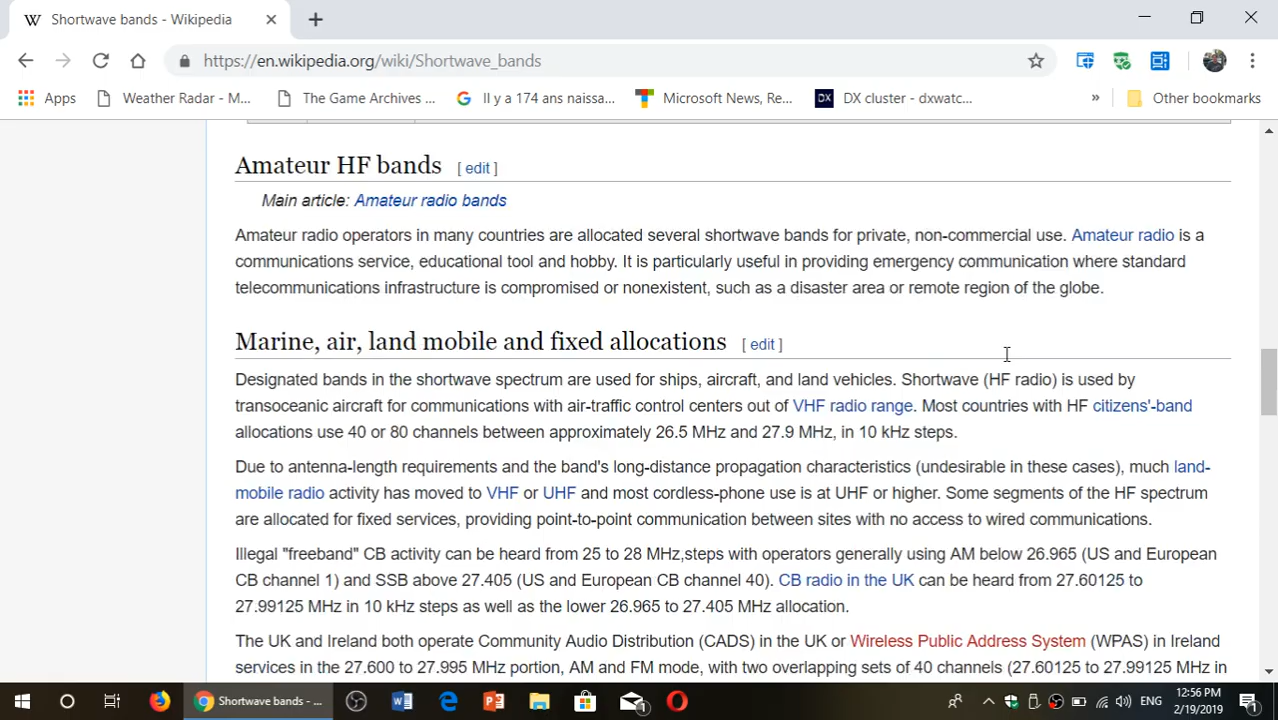 Shortwave bands - Wikipedia
https://en.wikipedia.org/wiki/Shortwave_bands
Apps Weather Radar - M... The Game Archives ... Il y a 174 ans naissa... Microsoft News, Re... DX DX cluster - dxwatc... » Other bookmarks
Amateur HF bands [ edit ]
Main article: Amateur radio bands
Amateur radio operators in many countries are allocated several shortwave bands for private, non-commercial use. Amateur radio is a
communications service, educational tool and hobby. It is particularly useful in providing emergency communication where standard
telecommunications infrastructure is compromised or nonexistent, such as a disaster area or remote region of the globe.
Marine, air, land mobile and fixed allocations [ edit ]
Designated bands in the shortwave spectrum are used for ships, aircraft, and land vehicles. Shortwave (HF radio) is used by
transoceanic aircraft for communications with air-traffic control centers out of VHF radio range. Most countries with HF citizens'-band
allocations use 40 or 80 channels between approximately 26.5 MHz and 27.9 MHz, in 10 kHz steps.
Due to antenna-length requirements and the band's long-distance propagation characteristics (undesirable in these cases), much land-
mobile radio activity has moved to VHF or UHF and most cordless-phone use is at UHF or higher. Some segments of the HF spectrum
are allocated for fixed services, providing point-to-point communication between sites with no access to wired communications.
Illegal "freeband" CB activity can be heard from 25 to 28 MHz,steps with operators generally using AM below 26.965 (US and European
CB channel 1) and SSB above 27.405 (US and European CB channel 40). CB radio in the UK can be heard from 27.60125 to
27.99125 MHz in 10 kHz steps as well as the lower 26.965 to 27.405 MHz allocation.
The UK and Ireland both operate Community Audio Distribution (CADS) in the UK or Wireless Public Address System (WPAS) in Ireland
services in the 27.600 to 27.995 MHz portion, AM and FM mode, with two overlapping sets of 40 channels (27.60125 to 27.99125 MHz in
Shortwave bands - ... ENG 12:56 PM
2/19/2019